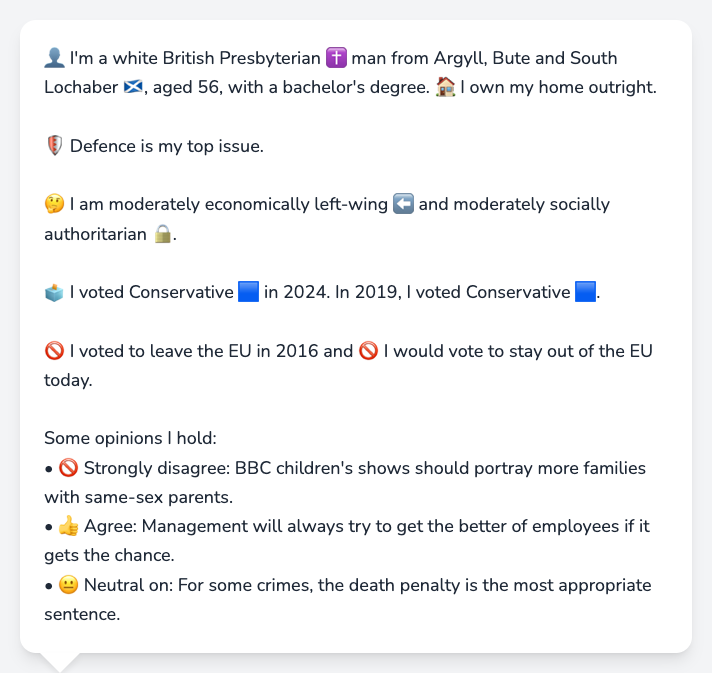 👤 I'm a white British Presbyterian ✝️ man from Argyll, Bute and South
Lochaber 🏴󠁧󠁢󠁳󠁣󠁴󠁿, aged 56, with a bachelor's degree. 🏠 I own my home outright.
🛡️ Defence is my top issue.
🤔 I am moderately economically left-wing ⬅️ and moderately socially
authoritarian 🔒.
🗳️ I voted Conservative 🟦 in 2024. In 2019, I voted Conservative 🟦.
🚫 I voted to leave the EU in 2016 and 🚫 I would vote to stay out of the EU
today.
Some opinions I hold:
• 🚫 Strongly disagree: BBC children's shows should portray more families
with same-sex parents.
• 👍 Agree: Management will always try to get the better of employees if it
gets the chance.
• 😐 Neutral on: For some crimes, the death penalty is the most appropriate
sentence.